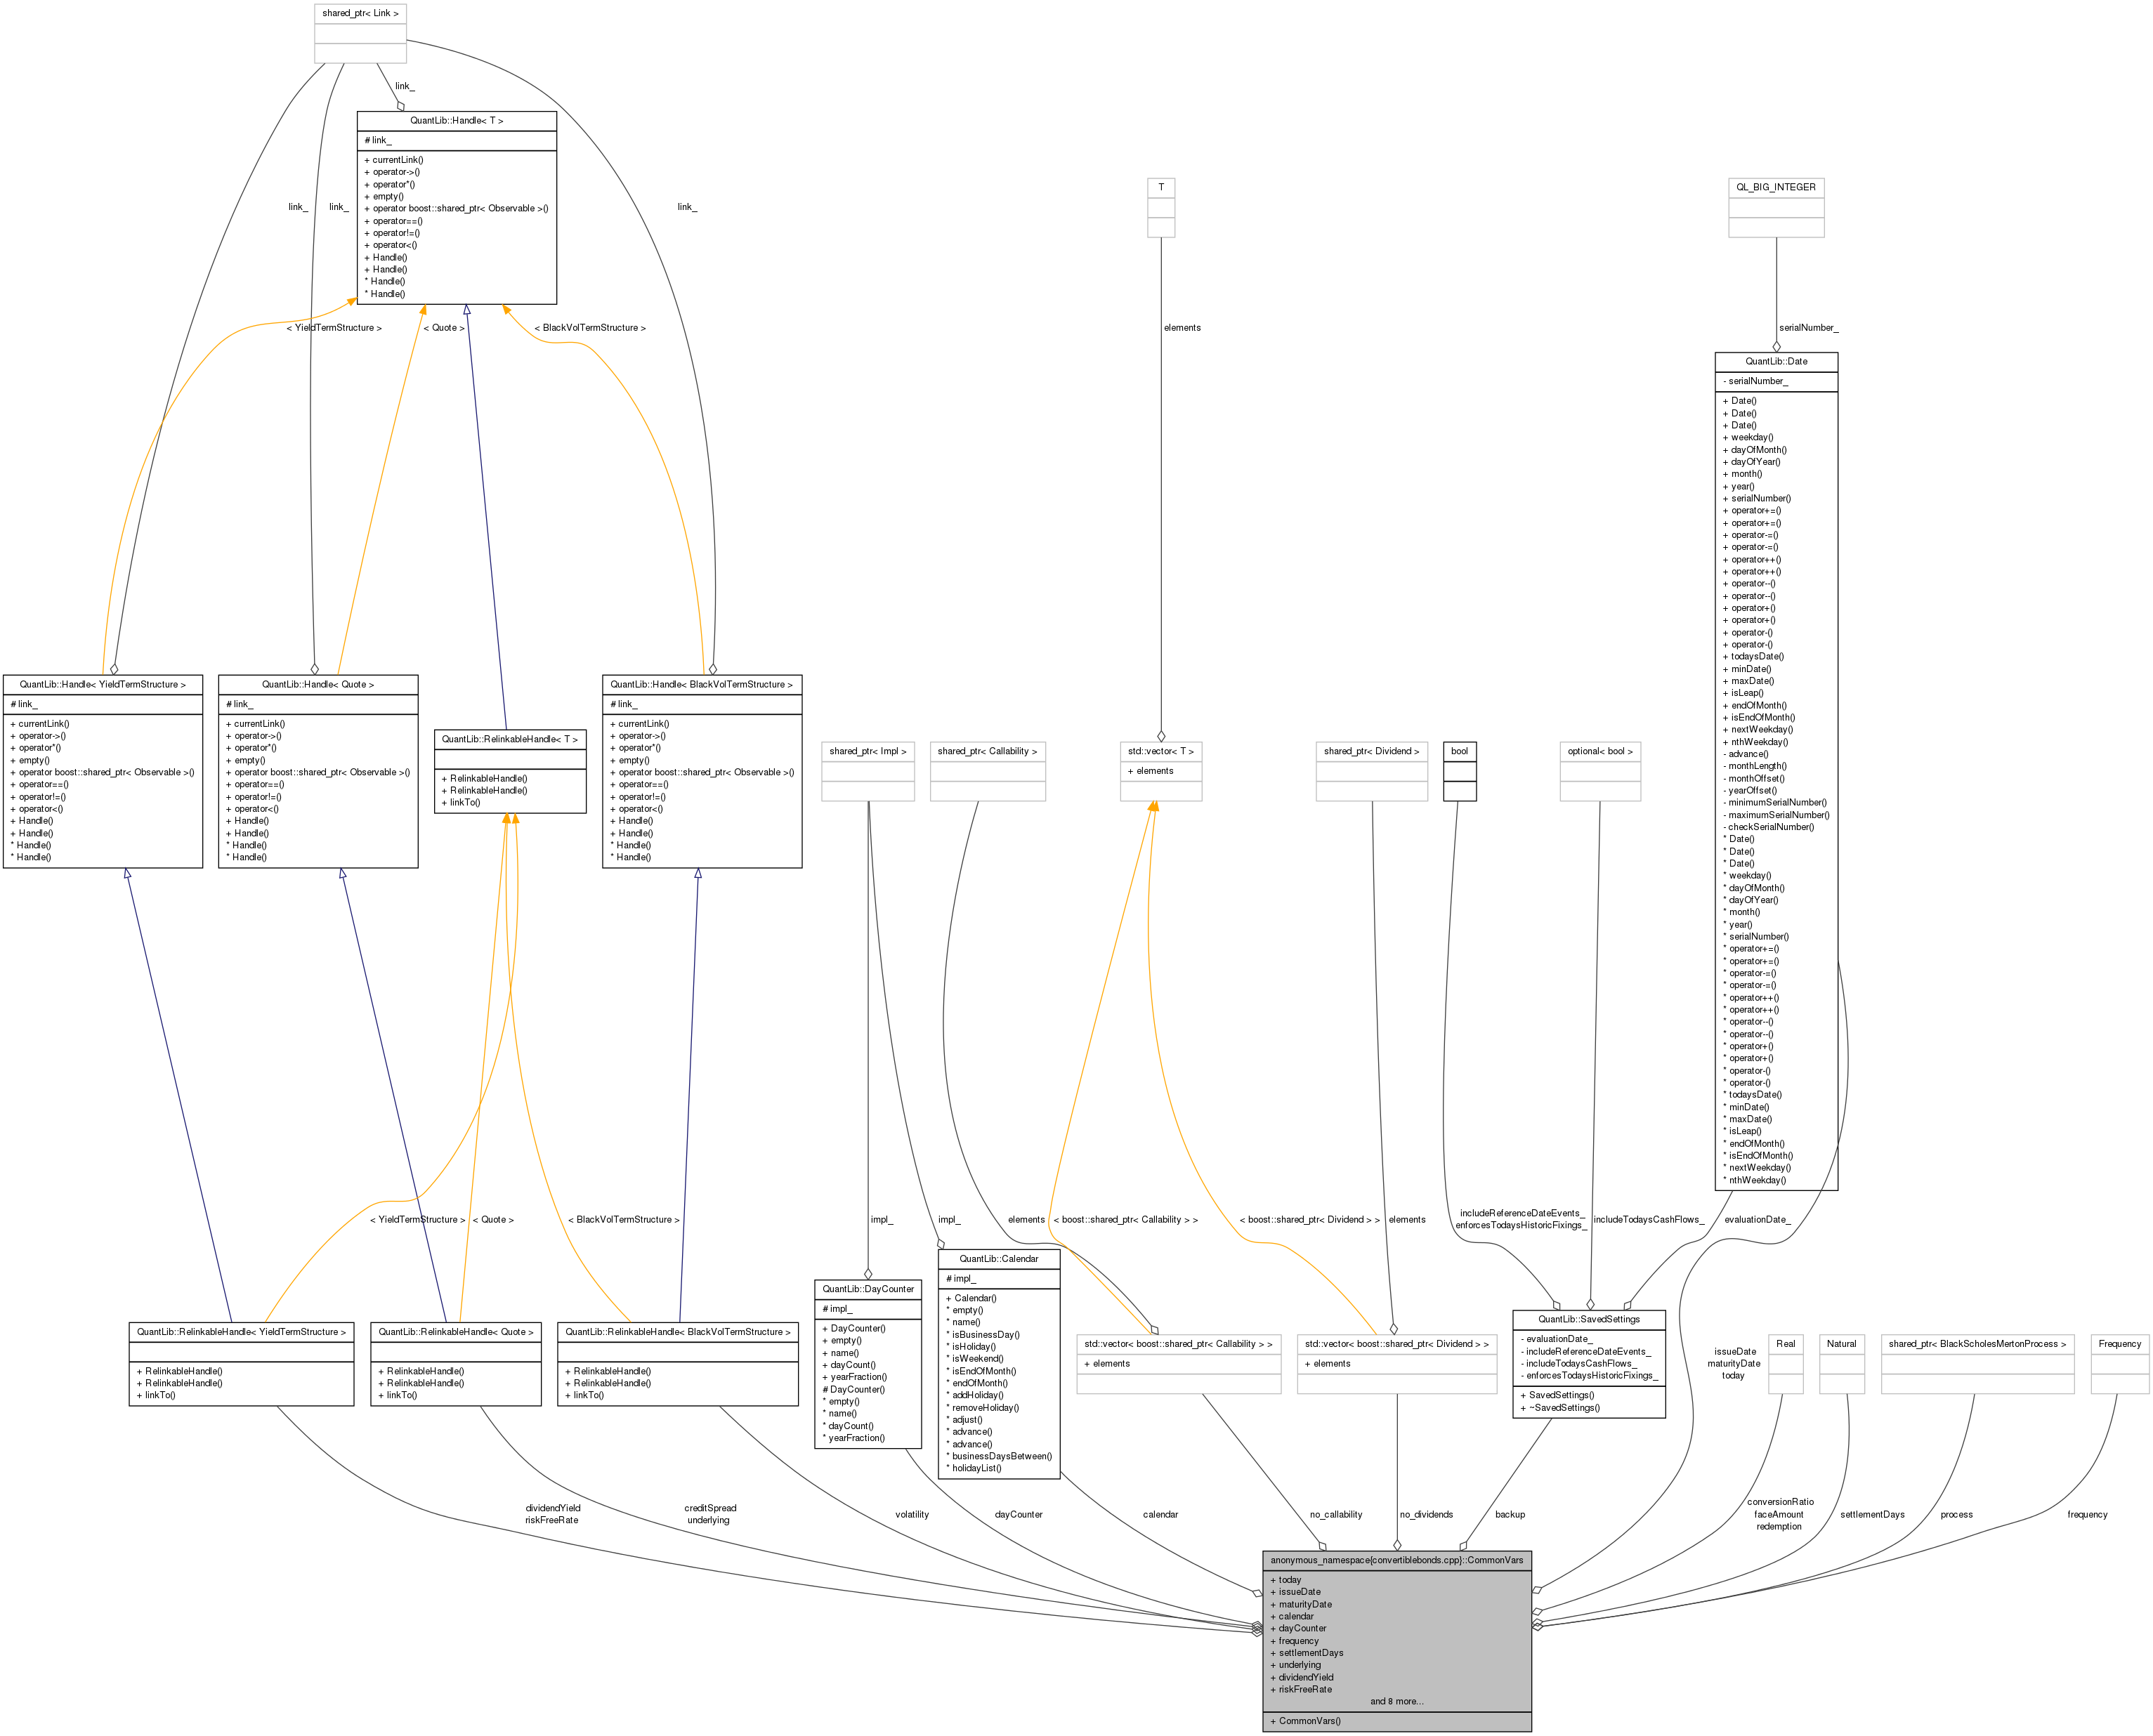 shared_ptr< Link >
link_
QuantLib::Handle< T >
# link_
+ currentLink()
+ operator->()
+ operator*()
+ empty()
+ operator boost::shared_ptr< Observable >()
+ operator==()
+ operator!=()
+ operator<()
+ Handle()
+ Handle()
* Handle()
* Handle()
link_
link_
link_
T
QL_BIG_INTEGER
< YieldTermStructure >
< Quote >
< BlackVolTermStructure >
elements
serialNumber_
QuantLib::Date
- serialNumber_
+ Date()
+ Date()
+ Date()
+ weekday()
+ dayOfMonth()
+ dayOfYear()
+ month()
+ year()
+ serialNumber()
+ operator+=()
+ operator+=()
+ operator-=()
+ operator-=()
+ operator++()
+ operator++()
+ operator--()
+ operator--()
+ operator+()
+ operator+()
+ operator-()
+ operator-()
+ todaysDate()
+ minDate()
+ maxDate()
+ isLeap()
+ endOfMonth()
+ isEndOfMonth()
+ nextWeekday()
+ nthWeekday()
- advance()
- monthLength()
- monthOffset()
- yearOffset()
- minimumSerialNumber()
- maximumSerialNumber()
- checkSerialNumber()
* Date()
* Date()
* Date()
* weekday()
* dayOfMonth()
* dayOfYear()
* month()
* year()
* serialNumber()
* operator+=()
* operator+=()
* operator-=()
* operator-=()
* operator++()
* operator++()
* operator--()
* operator--()
* operator+()
* operator+()
* operator-()
* operator-()
* todaysDate()
* minDate()
* maxDate()
* isLeap()
* endOfMonth()
* isEndOfMonth()
* nextWeekday()
* nthWeekday()
QuantLib::Handle< YieldTermStructure >
# link_
+ currentLink()
+ operator->()
+ operator*()
+ empty()
+ operator boost::shared_ptr< Observable >()
+ operator==()
+ operator!=()
+ operator<()
+ Handle()
+ Handle()
* Handle()
* Handle()
QuantLib::Handle< Quote >
# link_
+ currentLink()
+ operator->()
+ operator*()
+ empty()
+ operator boost::shared_ptr< Observable >()
+ operator==()
+ operator!=()
+ operator<()
+ Handle()
+ Handle()
* Handle()
* Handle()
QuantLib::RelinkableHandle< T >
+ RelinkableHandle()
+ RelinkableHandle()
+ linkTo()
QuantLib::Handle< BlackVolTermStructure >
# link_
+ currentLink()
+ operator->()
+ operator*()
+ empty()
+ operator boost::shared_ptr< Observable >()
+ operator==()
+ operator!=()
+ operator<()
+ Handle()
+ Handle()
* Handle()
* Handle()
shared_ptr< Impl >
shared_ptr< Callability >
std::vector< T >
+ elements
shared_ptr< Dividend >
bool
optional< bool >
< YieldTermStructure >
< Quote >
< BlackVolTermStructure >
impl_
impl_
elements
< boost::shared_ptr< Callability > >
< boost::shared_ptr< Dividend > >
elements
includeReferenceDateEvents_
enforcesTodaysHistoricFixings_
includeTodaysCashFlows_
evaluationDate_
QuantLib::RelinkableHandle< YieldTermStructure >
+ RelinkableHandle()
+ RelinkableHandle()
+ linkTo()
QuantLib::RelinkableHandle< Quote >
+ RelinkableHandle()
+ RelinkableHandle()
+ linkTo()
QuantLib::RelinkableHandle< BlackVolTermStructure >
+ RelinkableHandle()
+ RelinkableHandle()
+ linkTo()
QuantLib::DayCounter
# impl_
+ DayCounter()
+ empty()
+ name()
+ dayCount()
+ yearFraction()
# DayCounter()
* empty()
* name()
* dayCount()
* yearFraction()
QuantLib::Calendar
# impl_
+ Calendar()
* empty()
* name()
* isBusinessDay()
* isHoliday()
* isWeekend()
* isEndOfMonth()
* endOfMonth()
* addHoliday()
* removeHoliday()
* adjust()
* advance()
* advance()
* businessDaysBetween()
* holidayList()
std::vector< boost::shared_ptr< Callability > >
+ elements
std::vector< boost::shared_ptr< Dividend > >
+ elements
QuantLib::SavedSettings
- evaluationDate_
- includeReferenceDateEvents_
- includeTodaysCashFlows_
- enforcesTodaysHistoricFixings_
+ SavedSettings()
+ ~SavedSettings()
issueDate
maturityDate
today
Real
Natural
shared_ptr< BlackScholesMertonProcess >
Frequency
dividendYield
riskFreeRate
creditSpread
underlying
volatility
dayCounter
calendar
no_callability
no_dividends
backup
conversionRatio
faceAmount
redemption
settlementDays
process
frequency
anonymous_namespace{convertiblebonds.cpp}::CommonVars
+ today
+ issueDate
+ maturityDate
+ calendar
+ dayCounter
+ frequency
+ settlementDays
+ underlying
+ dividendYield
+ riskFreeRate
and 8 more...
+ CommonVars()